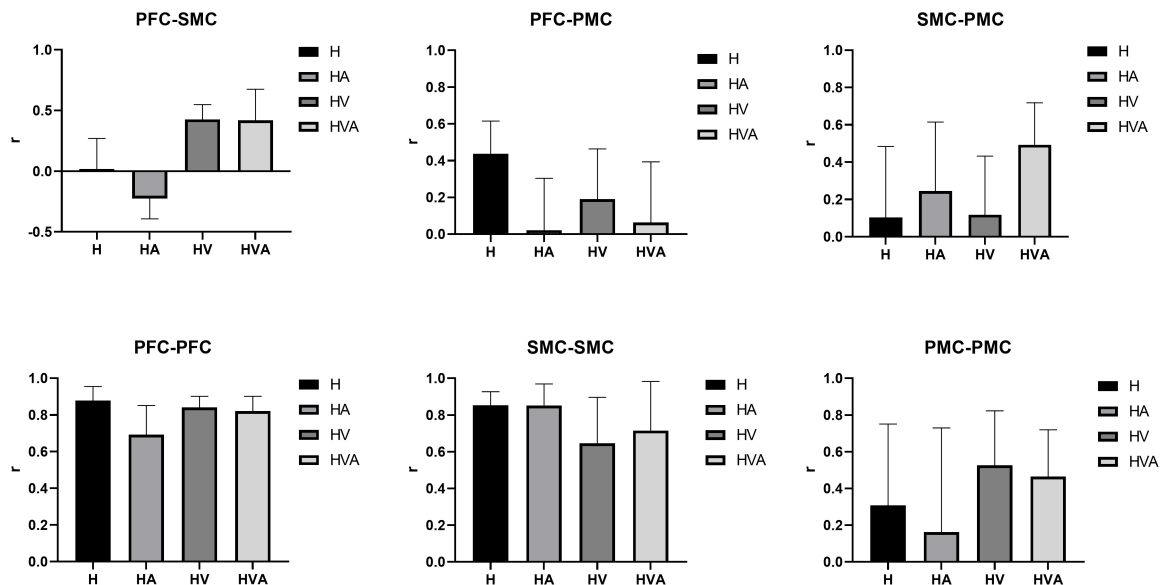 PFC-SMC
1.0
0.5
0.0
-0.5
r
H
HA
HV
HVA
H
HA
HV
HVA
PFC-PMC
1.0
0.8
0.6
0.4
0.2
0.0
r
H
HA
HV
HVA
H
HA
HV
HVA
SMC-PMC
1.0
0.8
0.6
0.4
0.2
0.0
r
H
HA
HV
HVA
H
HA
HV
HVA
PFC-PFC
1.0
0.8
0.6
0.4
0.2
0.0
r
H
HA
HV
HVA
H
HA
HV
HVA
SMC-SMC
1.0
0.8
0.6
0.4
0.2
0.0
r
H
HA
HV
HVA
H
HA
HV
HVA
PMC-PMC
1.0
0.8
0.6
0.4
0.2
0.0
r
H
HA
HV
HVA
H
HA
HV
HVA